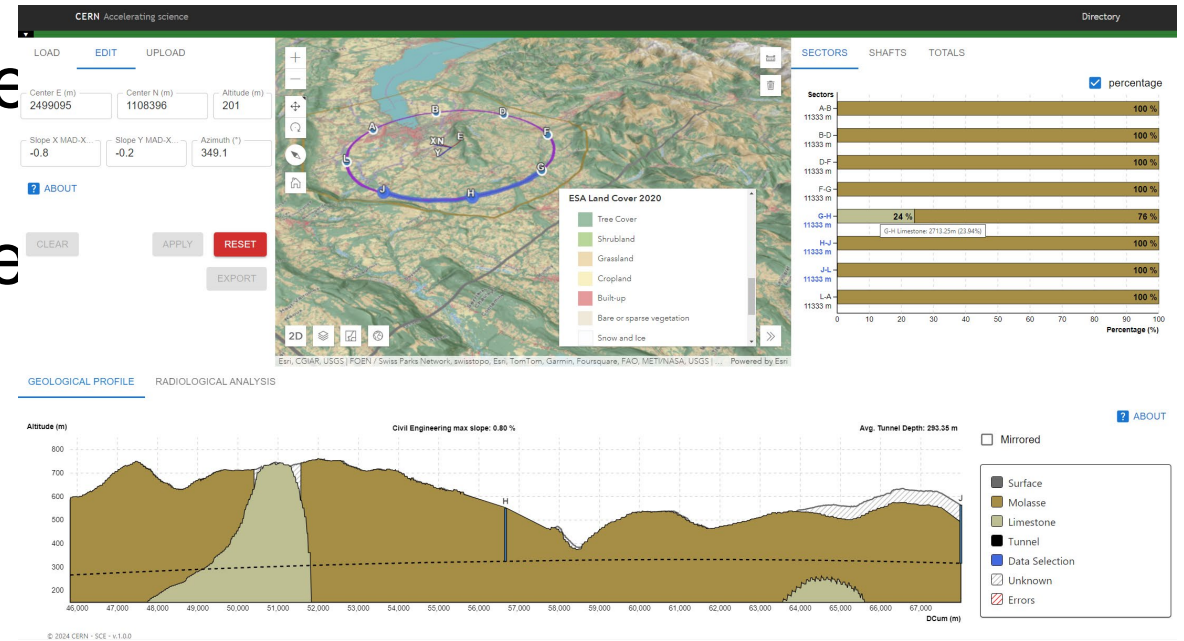 CERN Accelerating science
Directory
LOAD
EDIT
UPLOAD
Center E (m)
2499095
Center N (m)
1108396
Altitude (m)
201
Slope X MAD-X...
-0.8
Slope Y MAD-X...
-0.2
Azimuth (°)
349.1
? ABOUT
CLEAR
APPLY
RESET
EXPORT
e
e
A
B
D
F
G
H
J
L
XN
E
Y
ESA Land Cover 2020
Tree Cover
Shrubland
Grassland
Cropland
Built-up
Bare or sparse vegetation
Snow and Ice
2D
Esri, CGIAR, USGS | FOEN / Swiss Parks Network, swisstopo, Esri, TomTom, Garmin, Foursquare, FAO, METI/NASA, USGS | ...
Powered by Esri
SECTORS
SHAFTS
TOTALS
percentage
Sectors
A-B
11333 m
100 %
B-D
11333 m
100 %
D-F
11333 m
100 %
F-G
11333 m
100 %
G-H
11333 m
24 %
76 %
G-H Limestone: 2713.25m (23.94%)
H-J
11333 m
100 %
J-L
11333 m
100 %
L-A
11333 m
100 %
0 10 20 30 40 50 60 70 80 90 100
Percentage (%)
GEOLOGICAL PROFILE
RADIOLOGICAL ANALYSIS
? ABOUT
Altitude (m)
Civil Engineering max slope: 0.80 %
Avg. Tunnel Depth: 293.35 m
800
700
600
500
400
300
200
H
J
46,000 47,000 48,000 49,000 50,000 51,000 52,000 53,000 54,000 55,000 56,000 57,000 58,000 59,000 60,000 61,000 62,000 63,000 64,000 65,000 66,000 67,000
DCum (m)
Mirrored
Surface
Molasse
Limestone
Tunnel
Data Selection
Unknown
Errors
© 2024 CERN - SCE - v.1.0.0